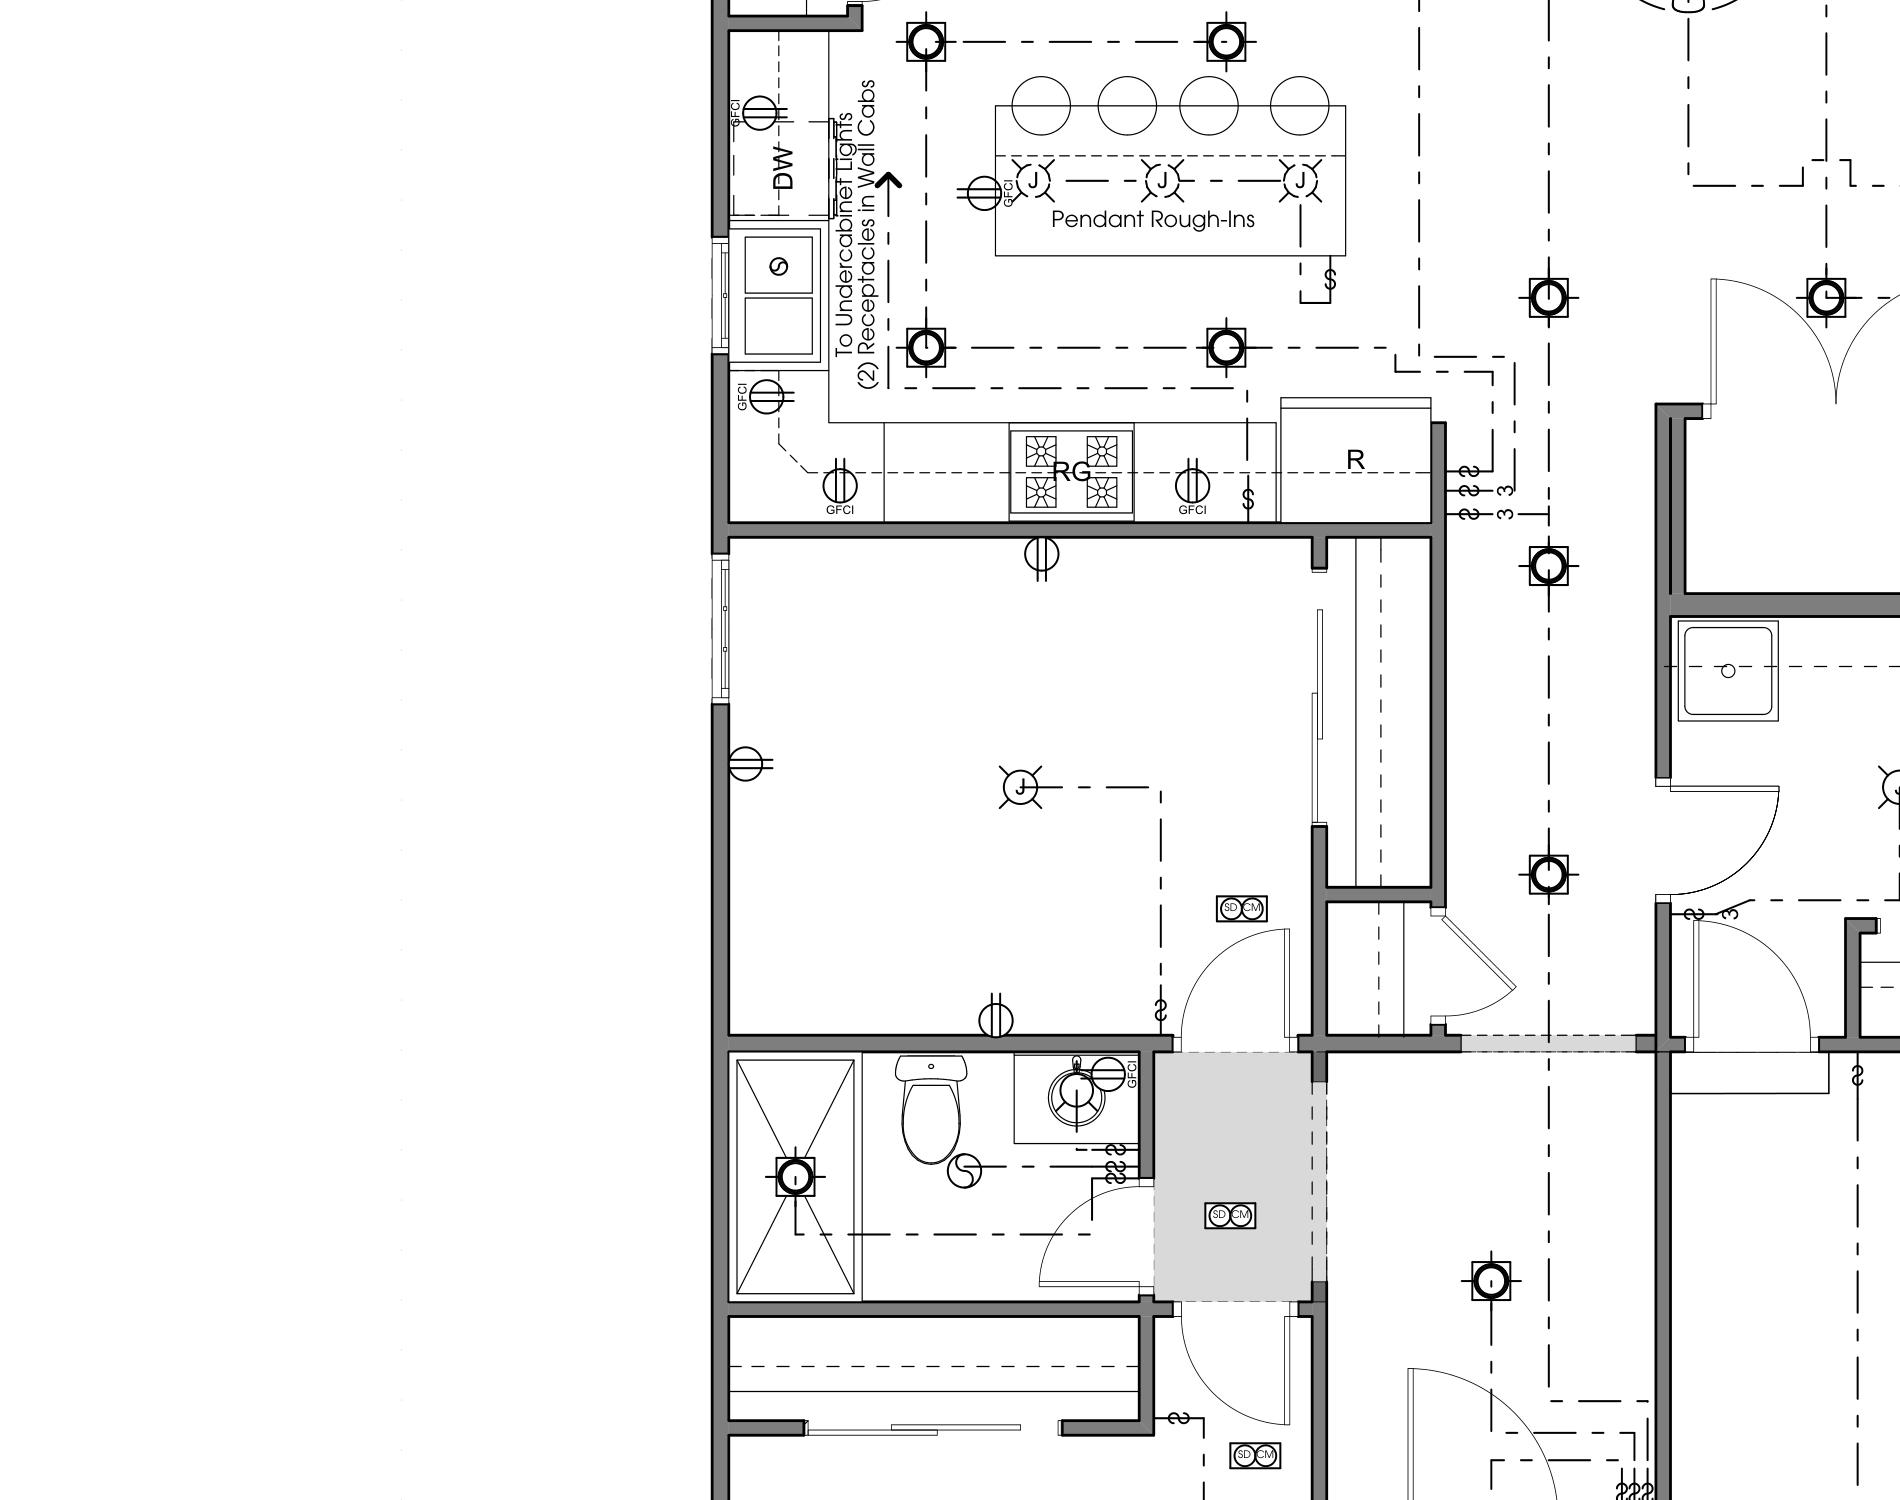 GFCI
DW
To Undercabinet Lights
(2) Receptacles in Wall Cabs
J
J
J
GFCI
Pendant Rough-Ins
S
GFCI
RG
R
S
S
S 3
S 3
GFCI
GFCI
J
J
SD CM
S 3
S
S
GFCI
S
S
S
SD CM
S
SD CM
S S S